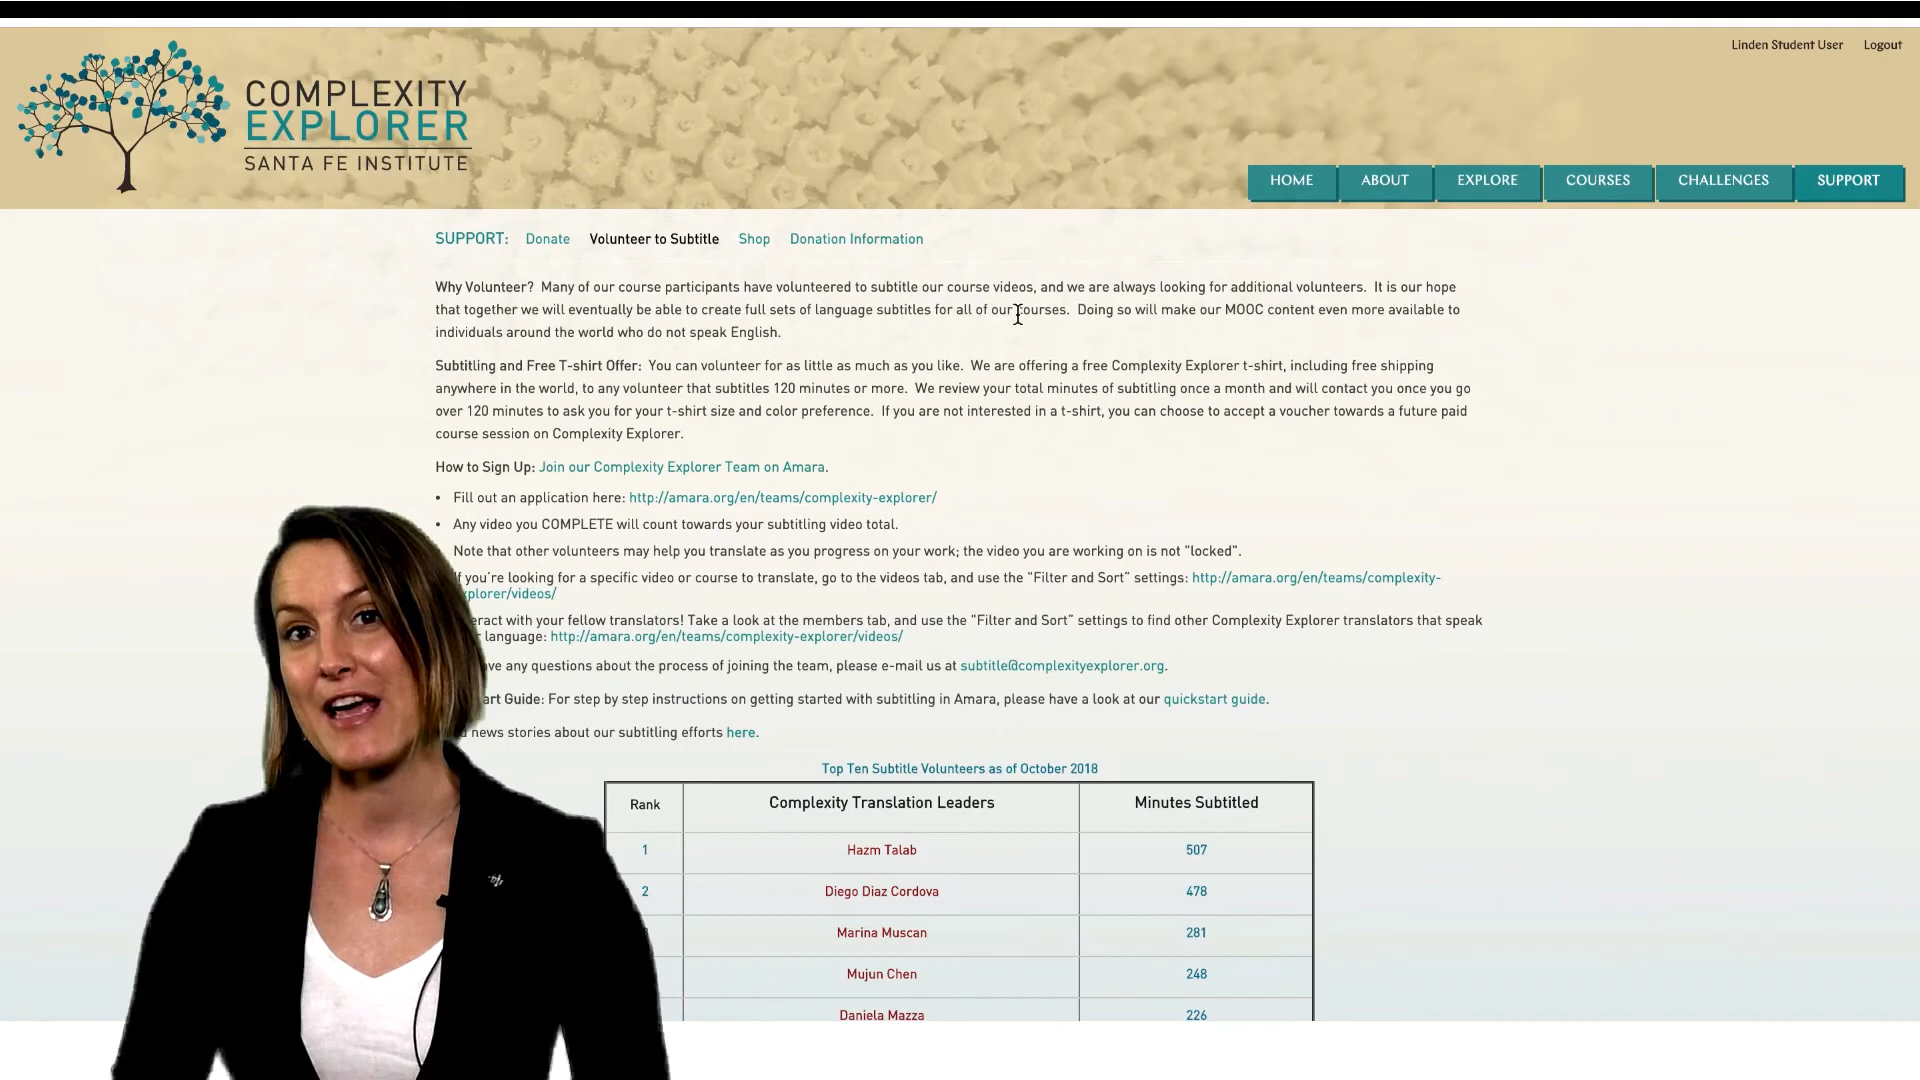 Linden Student User Logout
COMPLEXITY
EXPLORER
SANTA FE INSTITUTE
HOME ABOUT EXPLORE COURSES CHALLENGES SUPPORT
SUPPORT: Donate Volunteer to Subtitle Shop Donation Information
Why Volunteer? Many of our course participants have volunteered to subtitle our course videos, and we are always looking for additional volunteers. It is our hope
that together we will eventually be able to create full sets of language subtitles for all of our courses. Doing so will make our MOOC content even more available to
individuals around the world who do not speak English.
Subtitling and Free T-shirt Offer: You can volunteer for as little as much as you like. We are offering a free Complexity Explorer t-shirt, including free shipping
anywhere in the world, to any volunteer that subtitles 120 minutes or more. We review your total minutes of subtitling once a month and will contact you once you go
over 120 minutes to ask you for your t-shirt size and color preference. If you are not interested in a t-shirt, you can choose to accept a voucher towards a future paid
course session on Complexity Explorer.
How to Sign Up: Join our Complexity Explorer Team on Amara.
• Fill out an application here: http://amara.org/en/teams/complexity-explorer/
• Any video you COMPLETE will count towards your subtitling video total.
Note that other volunteers may help you translate as you progress on your work; the video you are working on is not "locked".
If you're looking for a specific video or course to translate, go to the videos tab, and use the "Filter and Sort" settings: http://amara.org/en/teams/complexity-
xplorer/videos/
eract with your fellow translators! Take a look at the members tab, and use the "Filter and Sort" settings to find other Complexity Explorer translators that speak
r language: http://amara.org/en/teams/complexity-explorer/videos/
ve any questions about the process of joining the team, please e-mail us at subtitle@complexityexplorer.org.
art Guide: For step by step instructions on getting started with subtitling in Amara, please have a look at our quickstart guide.
news stories about our subtitling efforts here.
Top Ten Subtitle Volunteers as of October 2018
Rank Complexity Translation Leaders Minutes Subtitled
1 Hazm Talab 507
2 Diego Diaz Cordova 478
Marina Muscan 281
Mujun Chen 248
Daniela Mazza 226